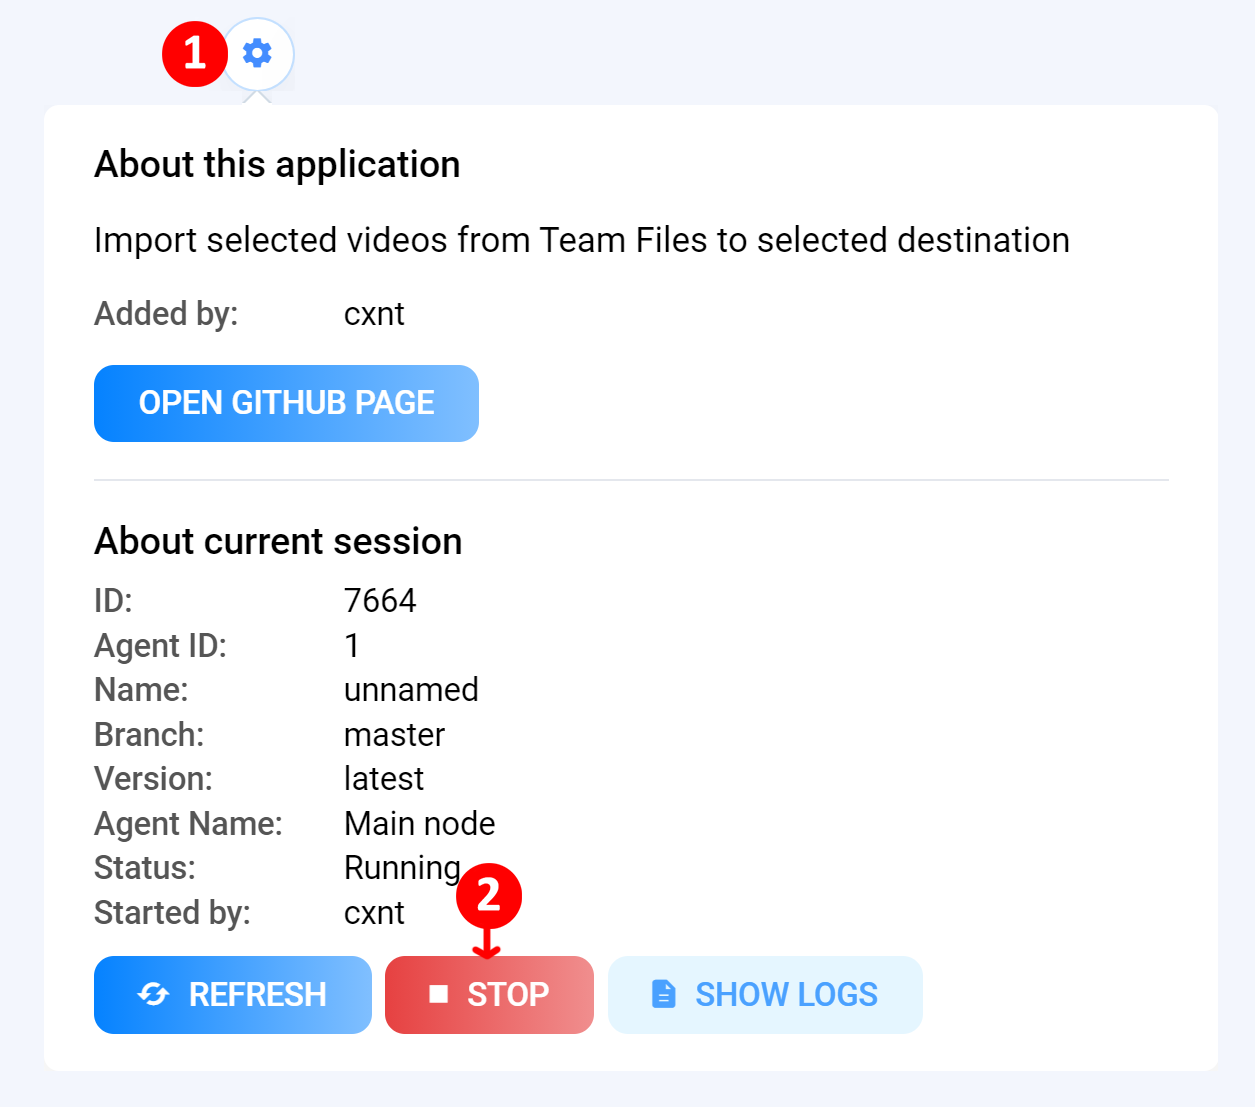 1
About this application
Import selected videos from Team Files to selected destination
Added by: cxnt
OPEN GITHUB PAGE
About current session
ID: 7664
Agent ID: 1
Name: unnamed
Branch: master
Version: latest
Agent Name: Main node
Status: Running
2
Started by: cxnt
REFRESH STOP SHOW LOGS